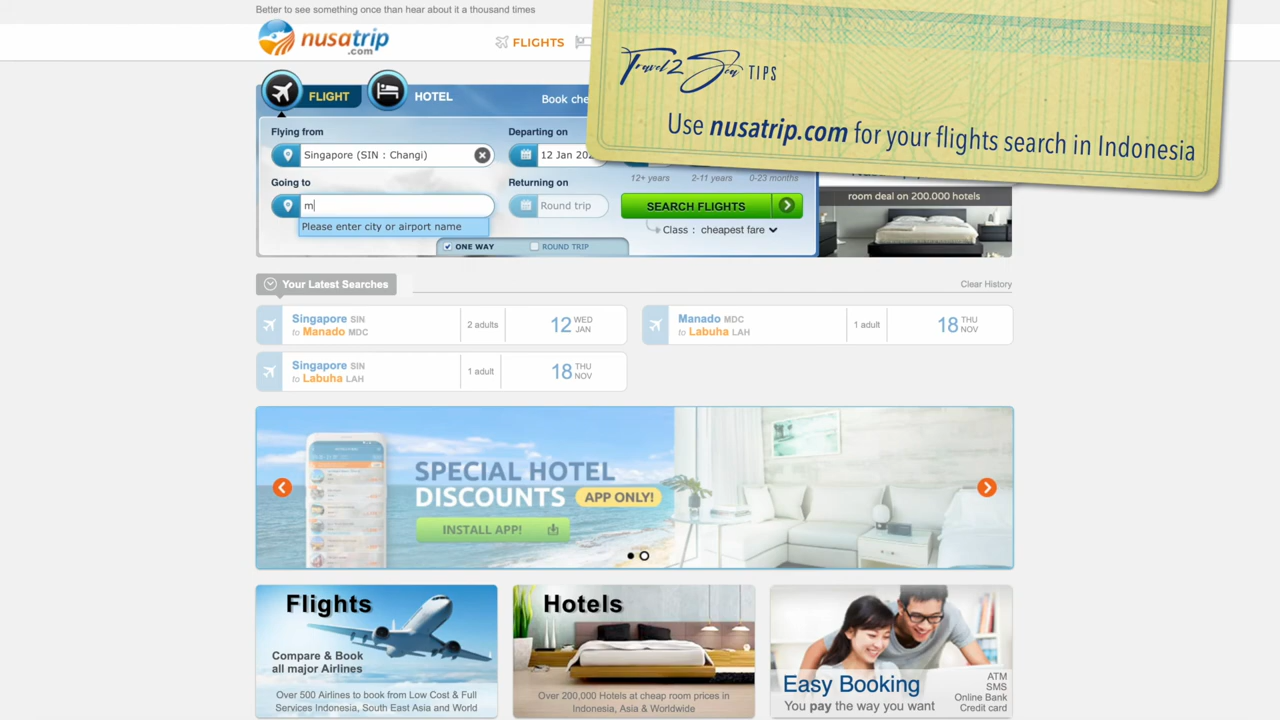 Better to see something once than hear about it a thousand times
nusatrip
.com
FLIGHTS
Travel2Sea TIPS
Use nusatrip.com for your flights search in Indonesia
FLIGHT
HOTEL
Flying from
Departing on
Singapore (SIN : Changi)
12 Jan
12+ years
2-11 years
0-23 months
Going to
Returning on
m
Round trip
SEARCH FLIGHTS
Please enter city or airport name
Class : cheapest fare
ONE WAY
ROUND TRIP
room deal on 200.000 hotels
Your Latest Searches
Clear History
Singapore SIN
to Manado MDC
2 adults
12 WED JAN
Manado MDC
to Labuha LAH
1 adult
18 THU NOV
Singapore SIN
to Labuha LAH
1 adult
18 THU NOV
SPECIAL HOTEL
DISCOUNTS APP ONLY!
INSTALL APP!
Flights
Compare & Book
all major Airlines
Over 500 Airlines to book from Low Cost & Full
Services Indonesia, South East Asia and World
Hotels
Over 200,000 Hotels at cheap room prices in
Indonesia, Asia & Worldwide
Easy Booking
You pay the way you want
ATM
SMS
Online Bank
Credit card